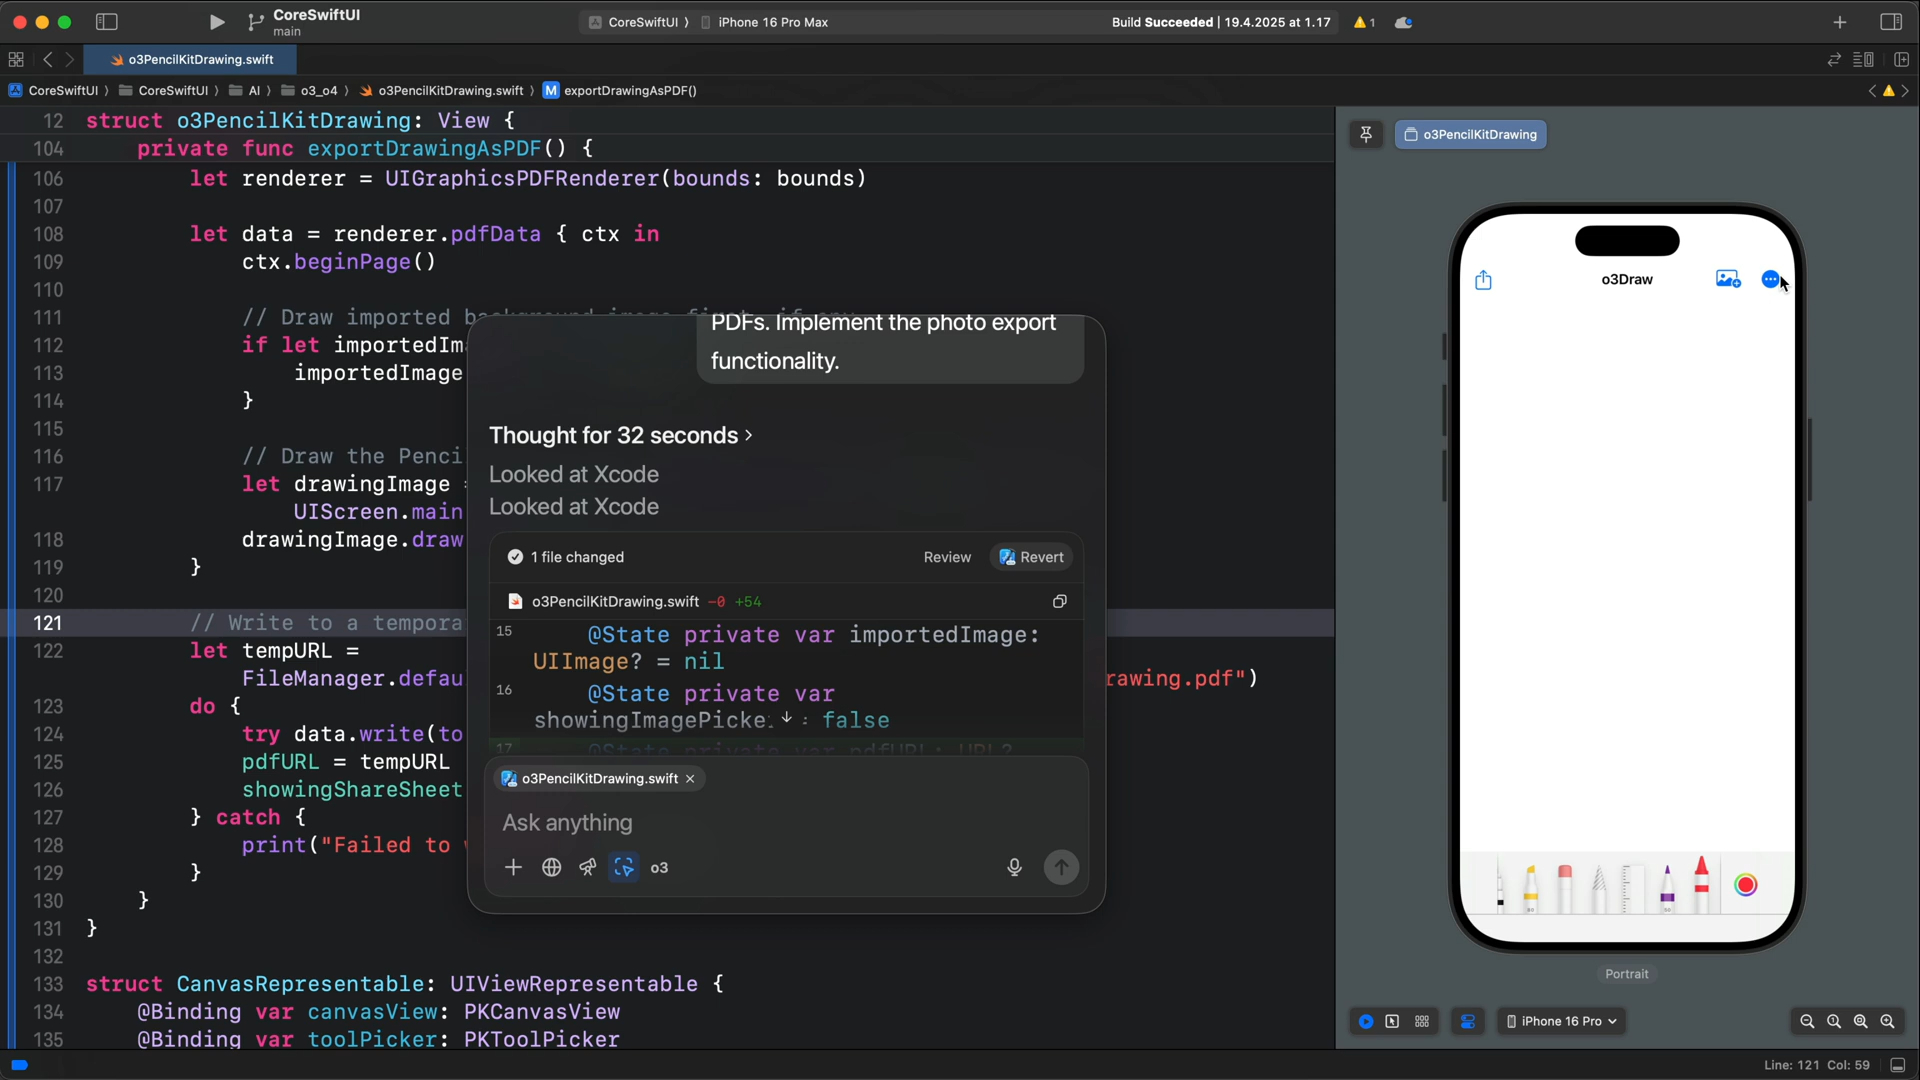 CoreSwiftUI
main
CoreSwiftUI 〉 iPhone 16 Pro Max
Build Succeeded | 19.4.2025 at 1.17
1
o3PencilKitDrawing.swift
CoreSwiftUI 〉 CoreSwiftUI 〉 AI 〉 o3_o4 〉 o3PencilKitDrawing.swift 〉 M exportDrawingAsPDF()
12 struct o3PencilKitDrawing: View {
104 private func exportDrawingAsPDF() {
106 let renderer = UIGraphicsPDFRenderer(bounds: bounds)
107
108 let data = renderer.pdfData { ctx in
109 ctx.beginPage()
110
111 // Draw imported
112 if let importedIm
113 importedImage
114 }
115
116 // Draw the Penci
117 let drawingImage
UIScreen.main
118 drawingImage.draw
119 }
120
121 // Write to a tempora
122 let tempURL =
FileManager.defau rawing.pdf")
123 do {
124 try data.write(to
125 pdfURL = tempURL
126 showingShareSheet
127 } catch {
128 print("Failed to
129 }
130 }
131 }
132
133 struct CanvasRepresentable: UIViewRepresentable {
134 @Binding var canvasView: PKCanvasView
135 @Binding var toolPicker: PKToolPicker
PDFs. Implement the photo export
functionality.
Thought for 32 seconds ›
Looked at Xcode
Looked at Xcode
1 file changed
Review
Revert
o3PencilKitDrawing.swift -0 +54
15 @State private var importedImage:
UIImage? = nil
16 @State private var
showingImagePicke : false
17 @State private var pdfURL: URL?
o3PencilKitDrawing.swift ×
Ask anything
o3
o3PencilKitDrawing
o3Draw
80
50
Portrait
iPhone 16 Pro
Line: 121 Col: 59